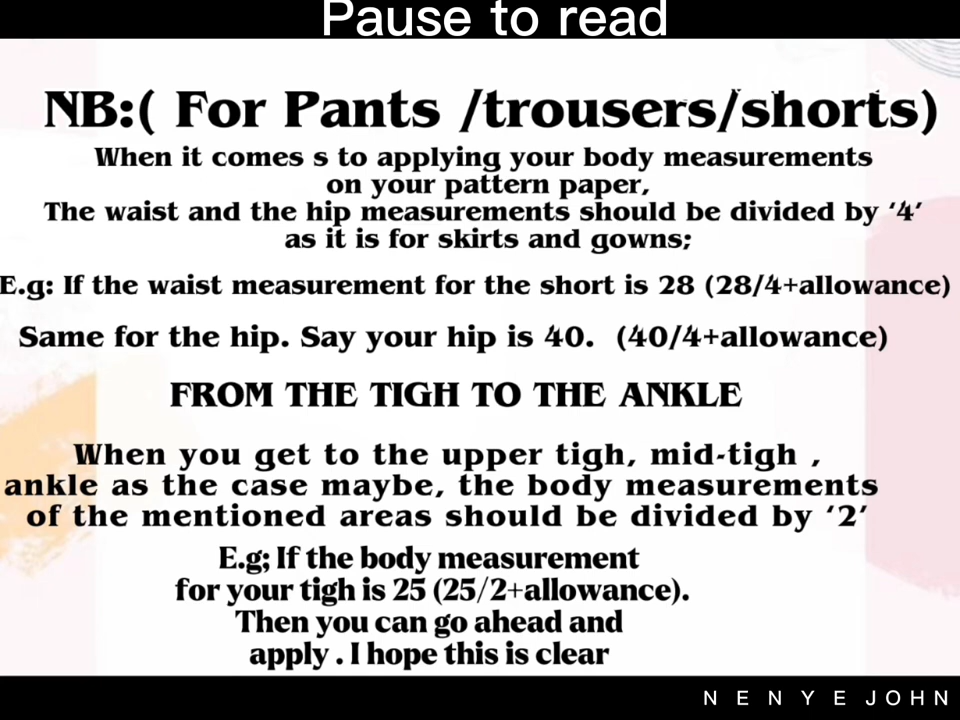 Pause to read
NB:( For Pants /trousers/shorts)
When it comes s to applying your body measurements
on your pattern paper,
The waist and the hip measurements should be divided by ‘4’
as it is for skirts and gowns;
E.g: If the waist measurement for the short is 28 (28/4+allowance)
Same for the hip. Say your hip is 40. (40/4+allowance)
FROM THE TIGH TO THE ANKLE
When you get to the upper tigh, mid-tigh ,
ankle as the case maybe, the body measurements
of the mentioned areas should be divided by ‘2’
E.g; If the body measurement
for your tigh is 25 (25/2+allowance).
Then you can go ahead and
apply . I hope this is clear
NENYEJOHN